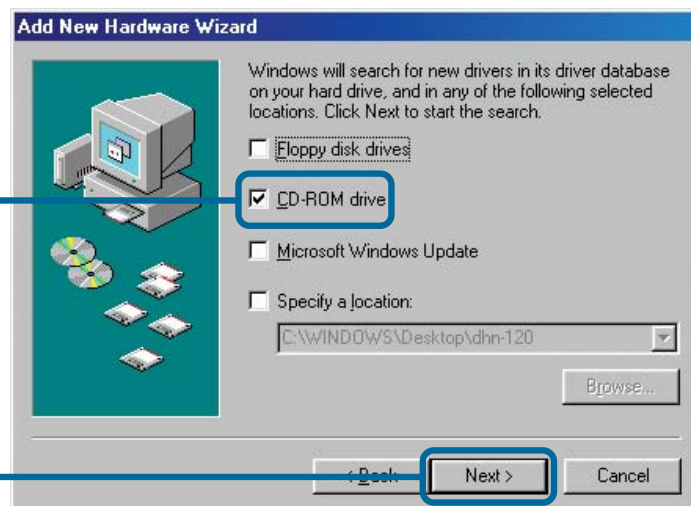 Add New Hardware Wizard
Windows will search for new drivers in its driver database
on your hard drive, and in any of the following selected
locations. Click Next to start the search.
Floppy disk drives
CD-ROM drive
Microsoft Windows Update
Specify a location:
C:\WINDOWS\Desktop\dhn-120
Browse...
< Back Next > Cancel